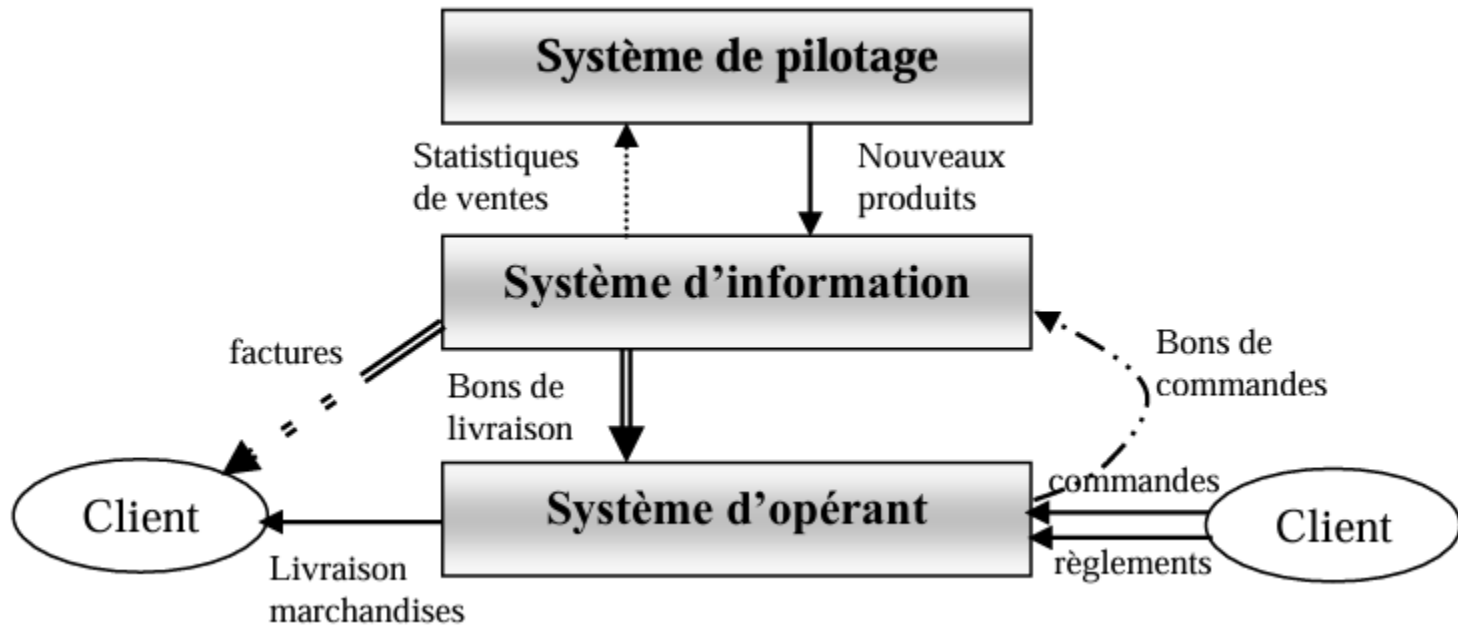 Système de pilotage
Statistiques
de ventes
Nouveaux
produits
Système d’information
factures
Bons de
livraison
Bons de
commandes
Client
Système d’opérant
commandes
règlements
Client
Livraison
marchandises